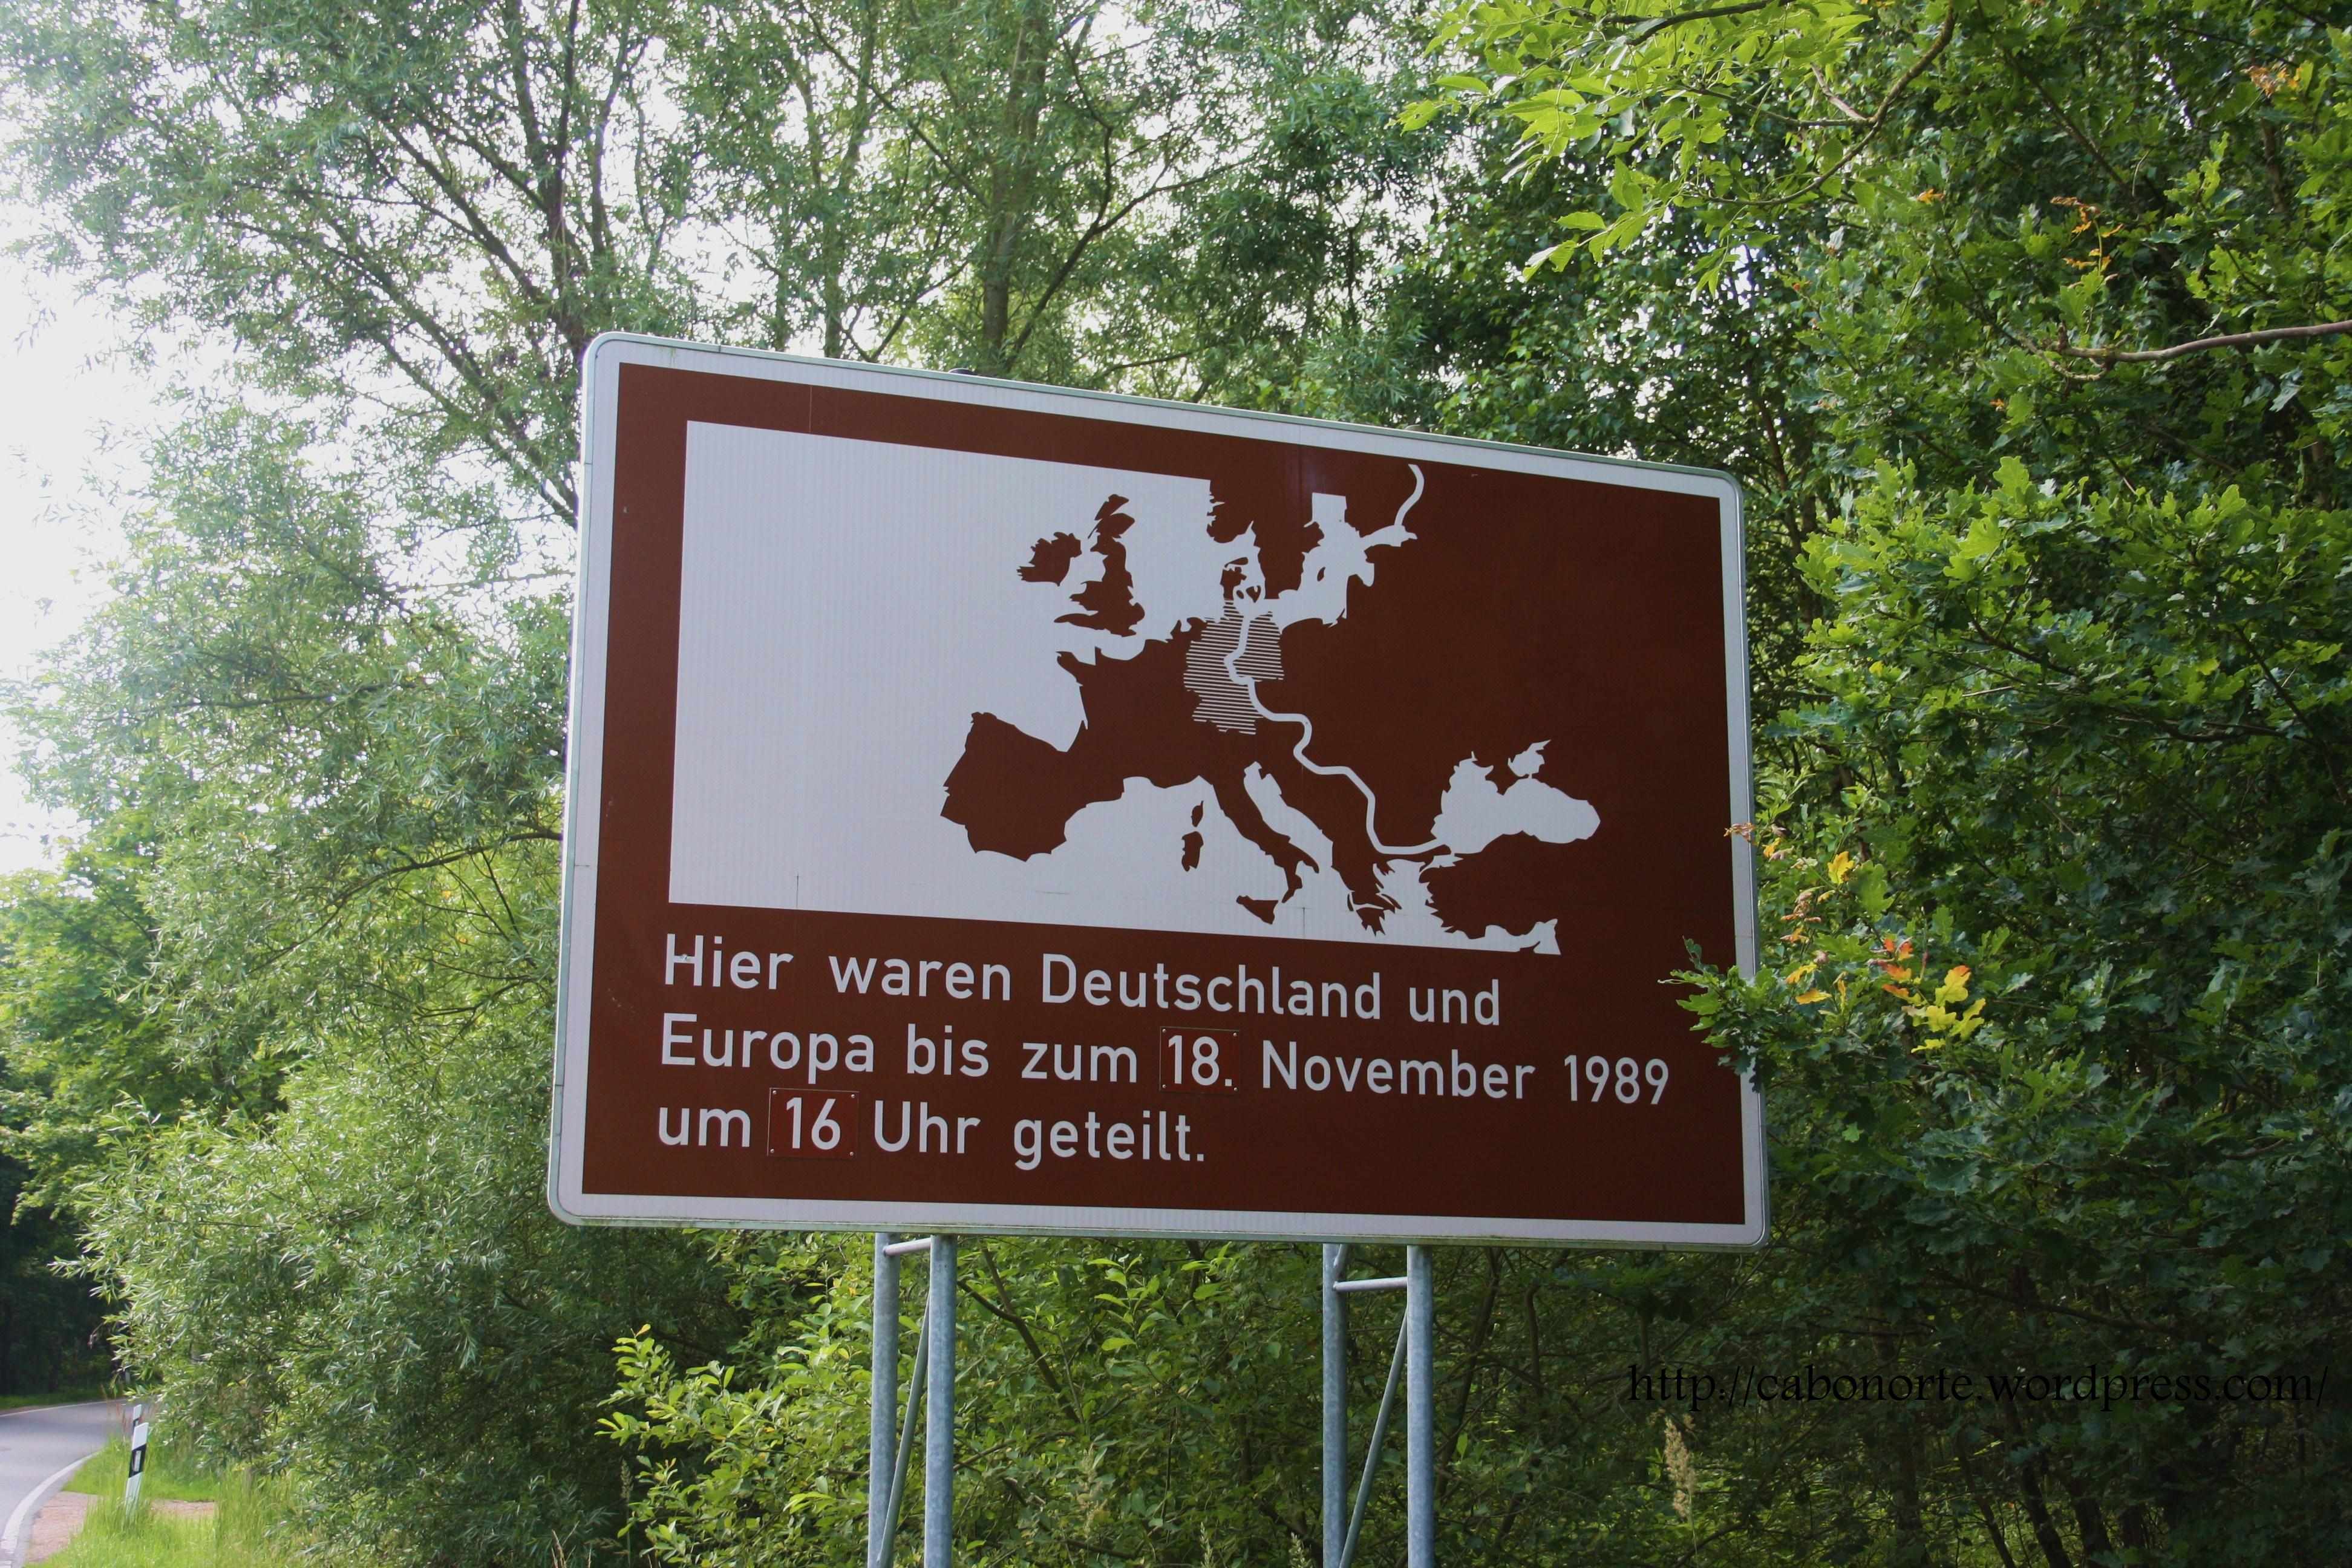 Hier waren Deutschland und
Europa bis zum 18. November 1989
um 16 Uhr geteilt.
http://cabonorte.wordpress.com/